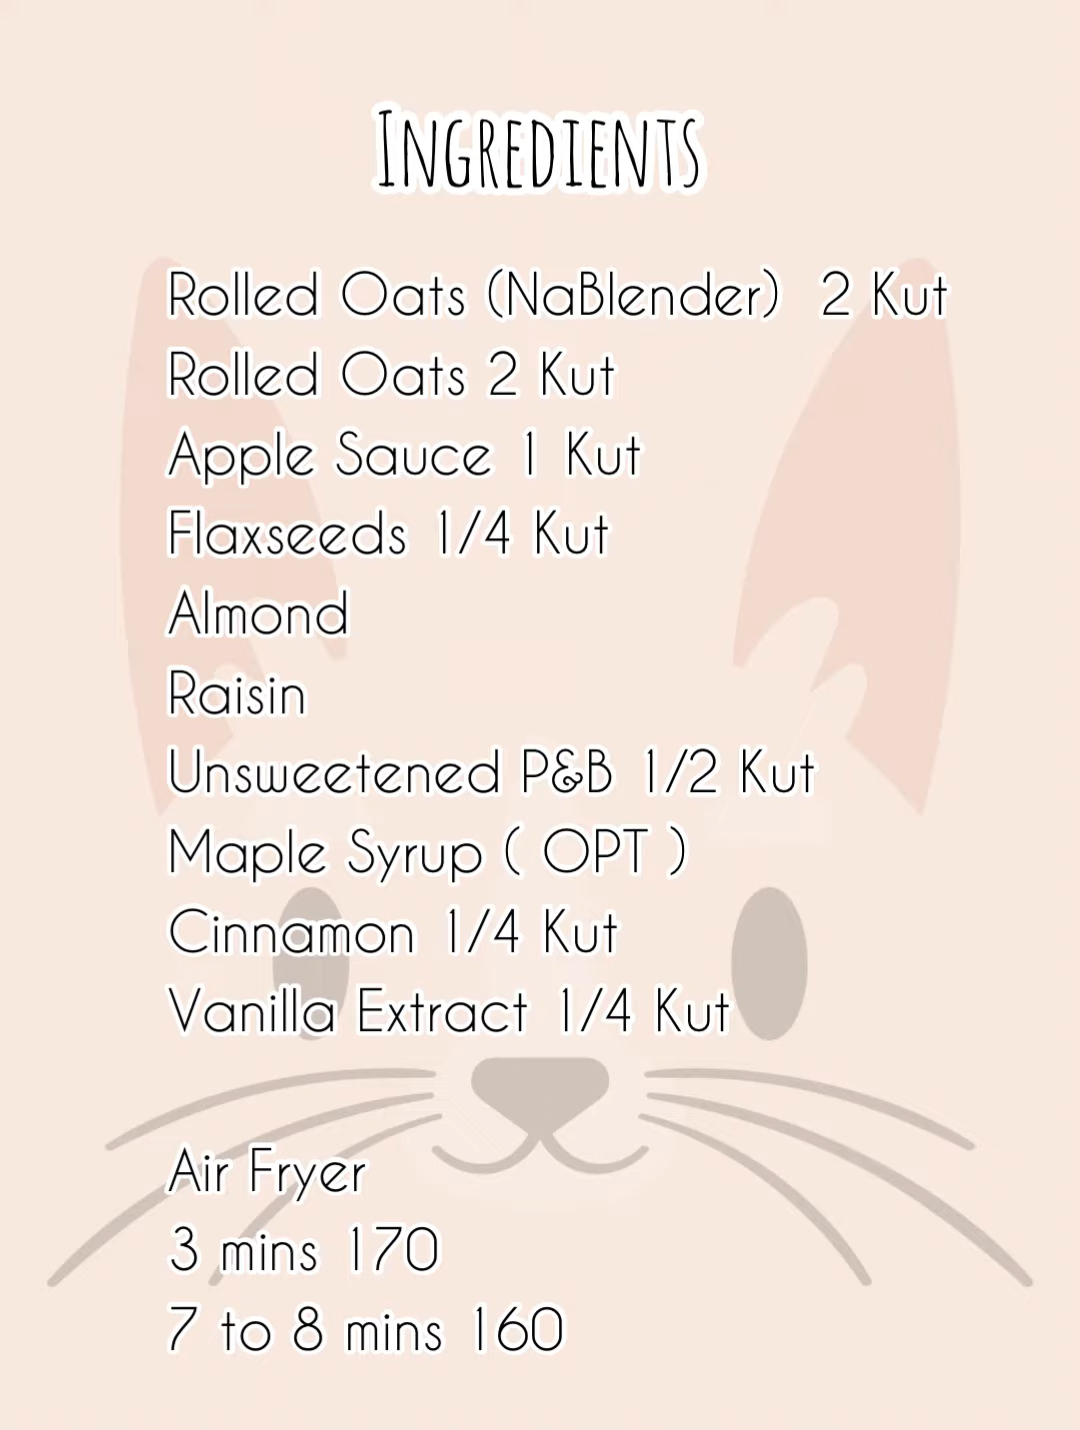 INGREDIENTS
Rolled Oats (NaBlender) 2 Kut
Rolled Oats 2 Kut
Apple Sauce 1 Kut
Flaxseeds 1/4 Kut
Almond
Raisin
Unsweetened P&B 1/2 Kut
Maple Syrup ( OPT )
Cinnamon 1/4 Kut
Vanilla Extract 1/4 Kut
Air Fryer
3 mins 170
7 to 8 mins 160